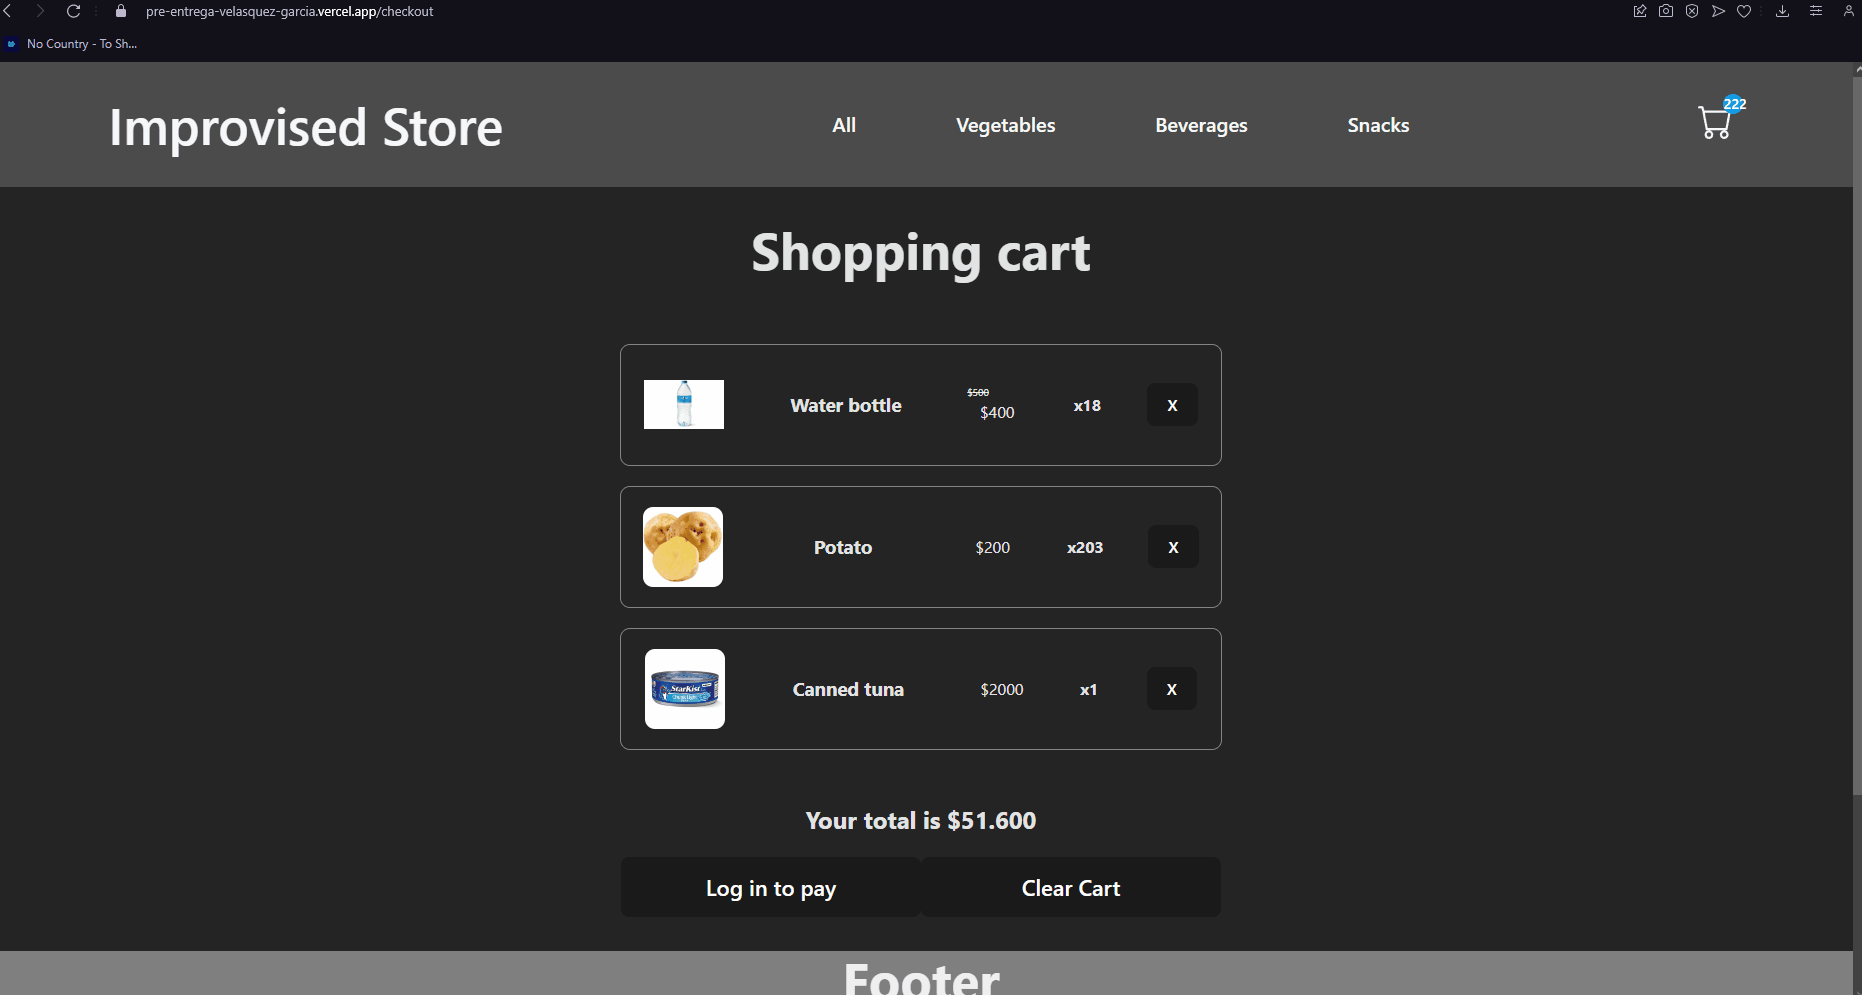 pre-entrega-velasquez-garcia.vercel.app/checkout
No Country - To Sh...
Improvised Store
All
Vegetables
Beverages
Snacks
222
Shopping cart
Water bottle
$500
$400
x18
X
Potato
$200
x203
X
StarKist
Canned tuna
$2000
x1
X
Your total is $51.600
Log in to pay
Clear Cart
Footer